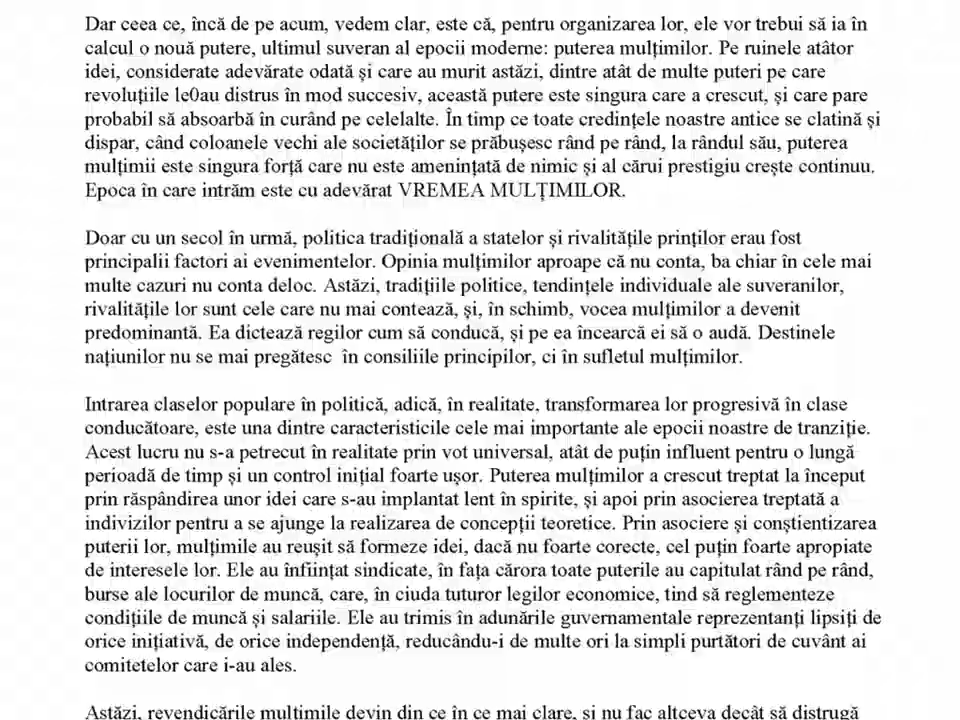 Dar ceea ce, încă de pe acum, vedem clar, este că, pentru organizarea lor, ele vor trebui să ia în
calcul o nouă putere, ultimul suveran al epocii moderne: puterea mulțimilor. Pe ruinele atâtor
idei, considerate adevărate odată și care au murit astăzi, dintre atât de multe puteri pe care
revoluțiile le0au distrus în mod succesiv, această putere este singura care a crescut, și care pare
probabil să absoarbă în curând pe celelalte. În timp ce toate credințele noastre antice se clatină și
dispar, când coloanele vechi ale societăților se prăbușesc rând pe rând, la rândul său, puterea
mulțimii este singura forță care nu este amenințată de nimic și al cărui prestigiu crește continuu.
Epoca în care intrăm este cu adevărat VREMEA MULȚIMILOR.
Doar cu un secol în urmă, politica tradițională a statelor și rivalitățile prinților erau fost
principalii factori ai evenimentelor. Opinia mulțimilor aproape că nu conta, ba chiar în cele mai
multe cazuri nu conta deloc. Astăzi, tradițiile politice, tendințele individuale ale suveranilor,
rivalitățile lor sunt cele care nu mai contează, și, în schimb, vocea mulțimilor a devenit
predominantă. Ea dictează regilor cum să conducă, și pe ea încearcă ei să o audă. Destinele
națiunilor nu se mai pregătesc în consiliile principilor, ci în sufletul mulțimilor.
Intrarea claselor populare în politică, adică, în realitate, transformarea lor progresivă în clase
conducătoare, este una dintre caracteristicile cele mai importante ale epocii noastre de tranziție.
Acest lucru nu s-a petrecut în realitate prin vot universal, atât de puțin influent pentru o lungă
perioadă de timp și un control inițial foarte ușor. Puterea mulțimilor a crescut treptat la început
prin răspândirea unor idei care s-au implantat lent în spirite, și apoi prin asocierea treptată a
indivizilor pentru a se ajunge la realizarea de concepții teoretice. Prin asociere și conștientizarea
puterii lor, mulțimile au reușit să formeze idei, dacă nu foarte corecte, cel puțin foarte apropiate
de interesele lor. Ele au înființat sindicate, în fața cărora toate puterile au capitulat rând pe rând,
burse ale locurilor de muncă, care, în ciuda tuturor legilor economice, tind să reglementeze
condițiile de muncă și salariile. Ele au trimis în adunările guvernamentale reprezentanți lipsiți de
orice inițiativă, de orice independență, reducându-i de multe ori la simpli purtători de cuvânt ai
comitetelor care i-au ales.
Astăzi, revendicările mulțimile devin din ce în ce mai clare, și nu fac altceva decât să distrugă